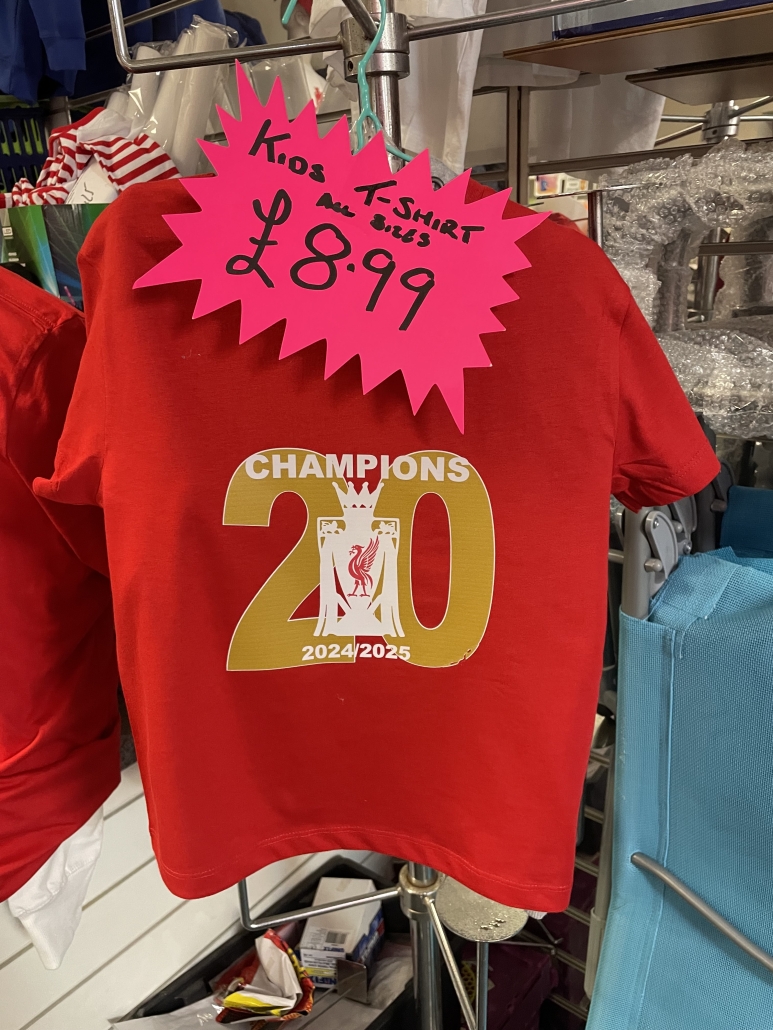 KIDS T-SHIRT
ALL SIZES
£8.99
CHAMPIONS
20
2024/2025